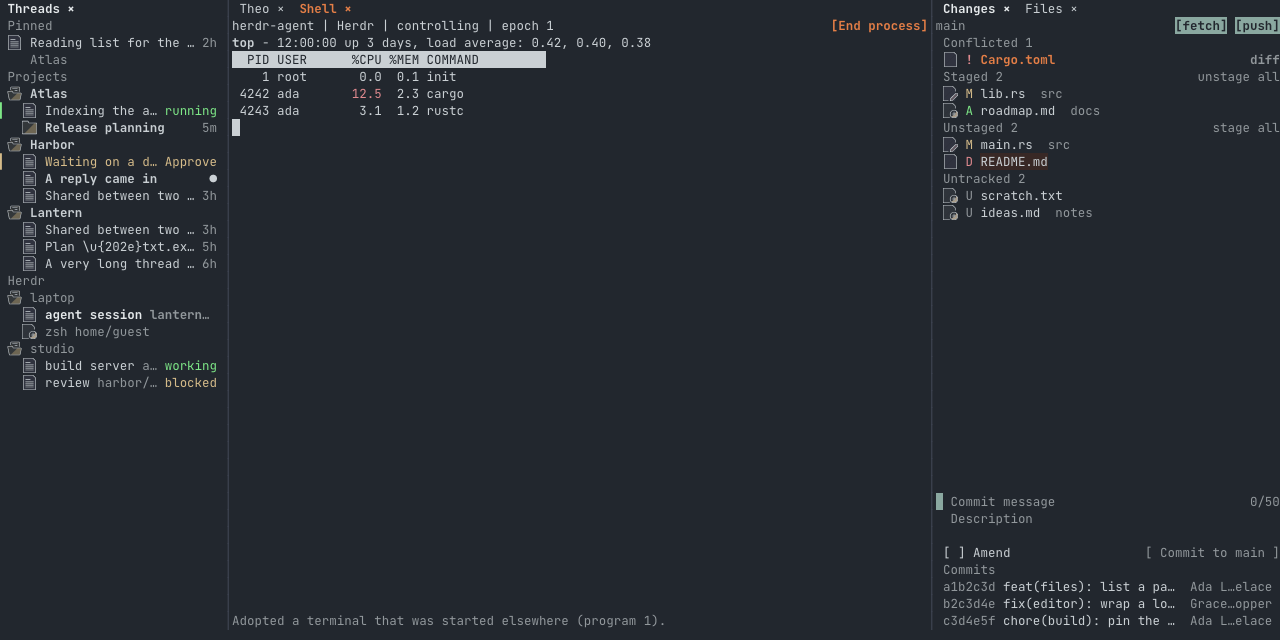 Threads ×
Pinned
Reading list for the … 2h
Atlas
Projects
Atlas
Indexing the a… running
Release planning 5m
Harbor
Waiting on a d… Approve
A reply came in ●
Shared between two … 3h
Lantern
Shared between two … 3h
Plan \u{202e}txt.ex… 5h
A very long thread … 6h
Herdr
laptop
agent session lantern…
zsh home/guest
studio
build server a… working
review harbor/… blocked
Theo × Shell ×
herdr-agent | Herdr | controlling | epoch 1 [End process]
top - 12:00:00 up 3 days, load average: 0.42, 0.40, 0.38
PID USER %CPU %MEM COMMAND
1 root 0.0 0.1 init
4242 ada 12.5 2.3 cargo
4243 ada 3.1 1.2 rustc
Adopted a terminal that was started elsewhere (program 1).
Changes × Files ×
main [fetch] [push]
Conflicted 1
! Cargo.toml diff
Staged 2 unstage all
M lib.rs src
A roadmap.md docs
Unstaged 2 stage all
M main.rs src
D README.md
Untracked 2
U scratch.txt
U ideas.md notes
Commit message 0/50
Description
[ ] Amend [ Commit to main ]
Commits
a1b2c3d feat(files): list a pa… Ada L…elace
b2c3d4e fix(editor): wrap a lo… Grace…opper
c3d4e5f chore(build): pin the … Ada L…elace